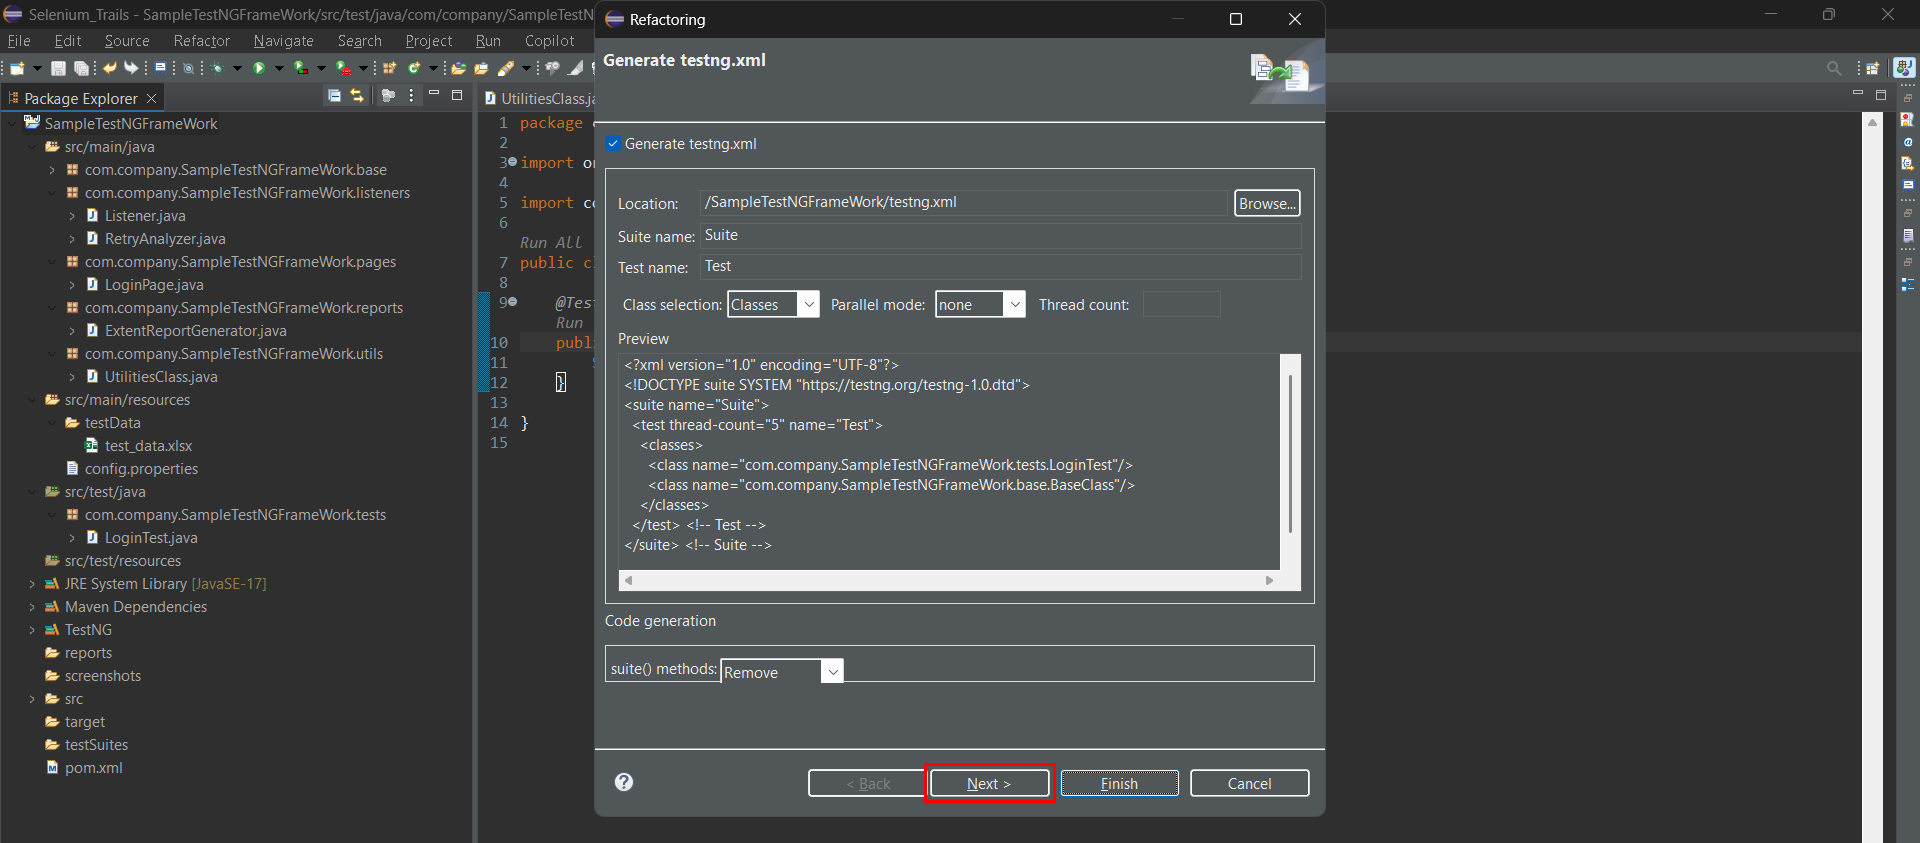 Selenium_Trails - SampleTestNGFrameWork/src/test/java/com/company/SampleTestN
File Edit Source Refactor Navigate Search Project Run Copilot
Package Explorer
SampleTestNGFrameWork
src/main/java
com.company.SampleTestNGFrameWork.base
com.company.SampleTestNGFrameWork.listeners
Listener.java
RetryAnalyzer.java
com.company.SampleTestNGFrameWork.pages
LoginPage.java
com.company.SampleTestNGFrameWork.reports
ExtentReportGenerator.java
com.company.SampleTestNGFrameWork.utils
UtilitiesClass.java
src/main/resources
testData
test_data.xlsx
config.properties
src/test/java
com.company.SampleTestNGFrameWork.tests
LoginTest.java
src/test/resources
JRE System Library [JavaSE-17]
Maven Dependencies
TestNG
reports
screenshots
src
target
testSuites
pom.xml
UtilitiesClass.ja
1 package
2
3 import
4
5 import
6
Run All
7 public
8
9 @Tes
Run
10 publ
11
12 }
13
14 }
15
Refactoring
Generate testng.xml
Generate testng.xml
Location: /SampleTestNGFrameWork/testng.xml Browse...
Suite name: Suite
Test name: Test
Class selection: Classes Parallel mode: none Thread count:
Preview
<?xml version="1.0" encoding="UTF-8"?>
<!DOCTYPE suite SYSTEM "https://testng.org/testng-1.0.dtd">
<suite name="Suite">
<test thread-count="5" name="Test">
<classes>
<class name="com.company.SampleTestNGFrameWork.tests.LoginTest"/>
<class name="com.company.SampleTestNGFrameWork.base.BaseClass"/>
</classes>
</test> <!-- Test -->
</suite> <!-- Suite -->
Code generation
suite() methods: Remove
< Back Next > Finish Cancel